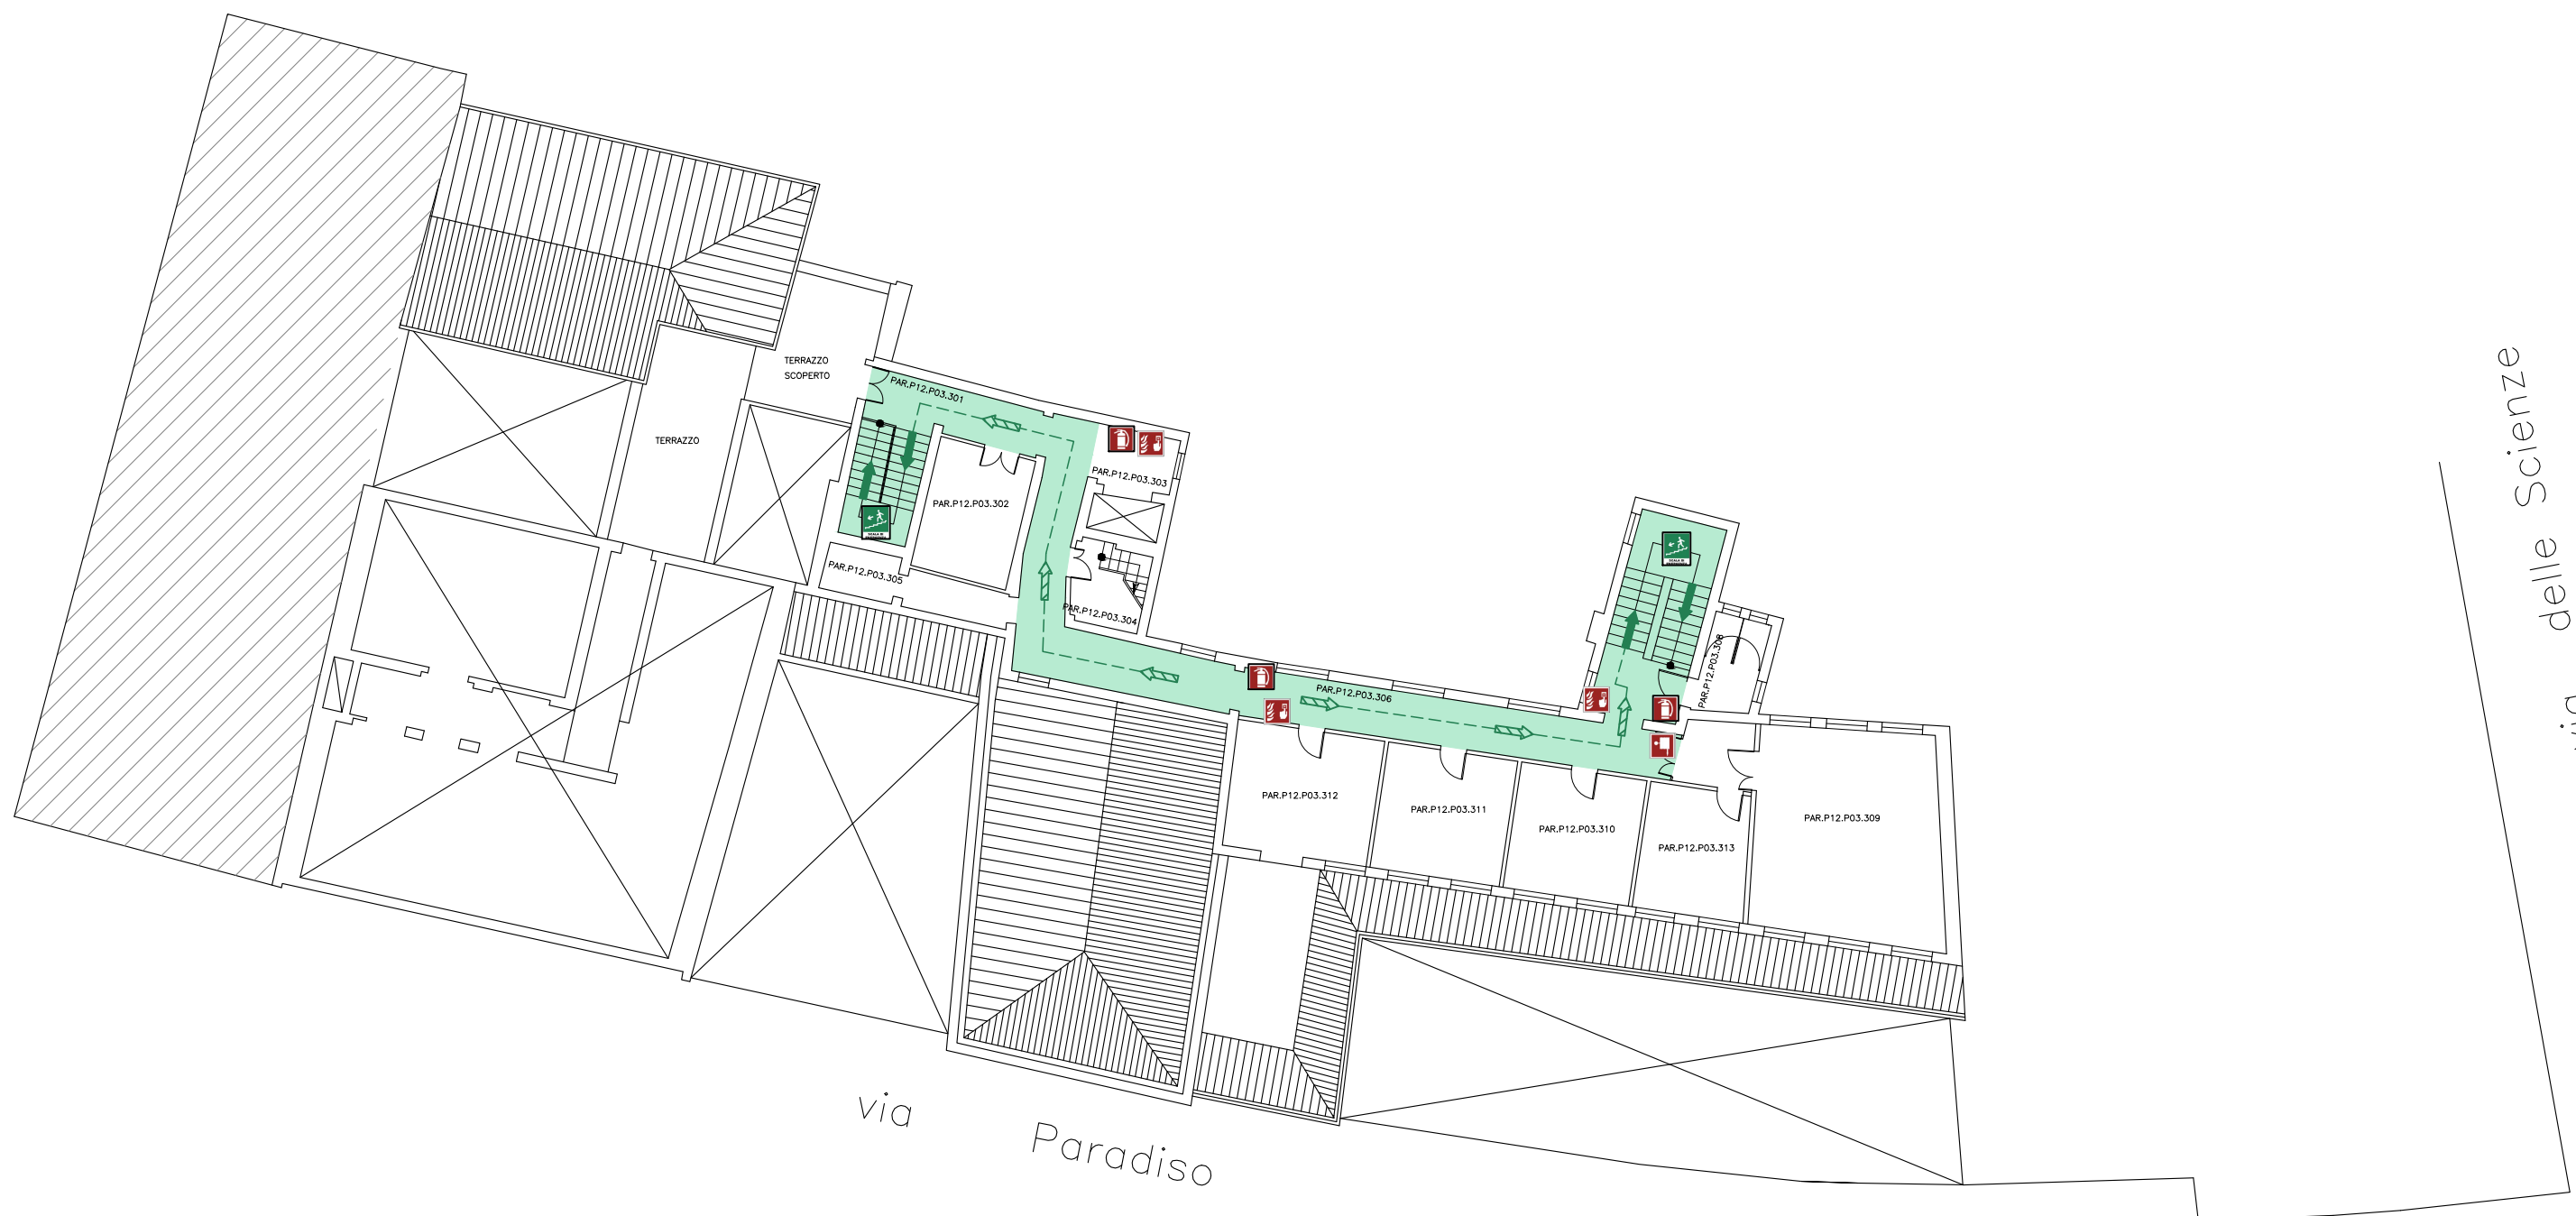 TERRAZZO
SCOPERTO
PAR.P12.P03.301
TERRAZZO
PAR.P12.P03.303
PAR.P12.P03.302
PAR.P12.P03.305
PAR.P12.P03.304
PAR.P12.P03.308
PAR.P12.P03.306
PAR.P12.P03.312
PAR.P12.P03.311
PAR.P12.P03.310
PAR.P12.P03.313
PAR.P12.P03.309
via Paradiso
via delle Scienze